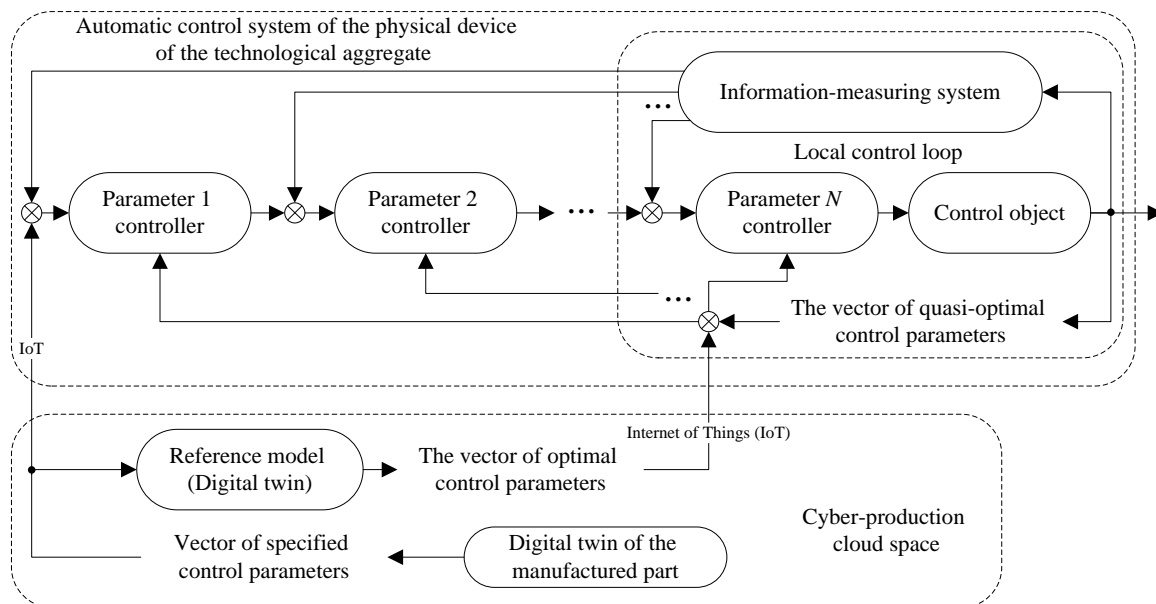 Automatic control system of the physical device
of the technological aggregate
Information-measuring system
...
Local control loop
Parameter 1
controller
Parameter 2
controller
...
Parameter N
controller
Control object
...
The vector of quasi-optimal
control parameters
IoT
Internet of Things (IoT)
Reference model
(Digital twin)
The vector of optimal
control parameters
Cyber-production
cloud space
Vector of specified
control parameters
Digital twin of the
manufactured part